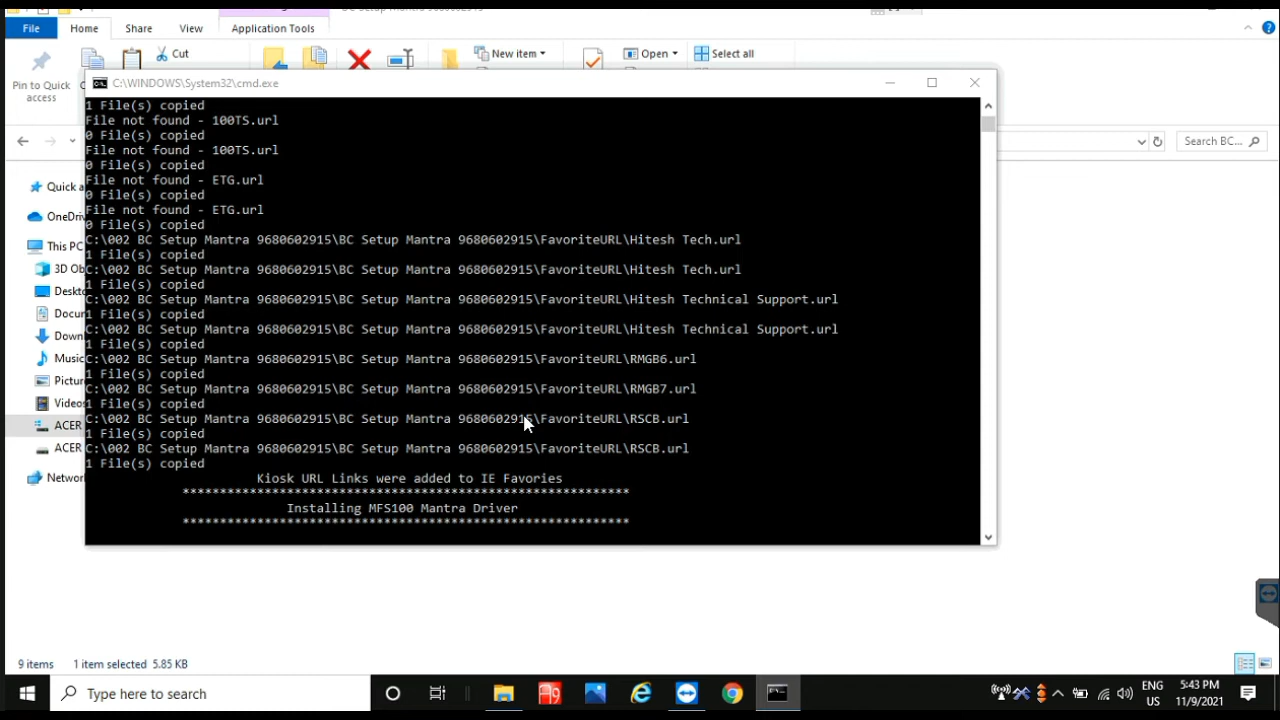 BC Setup Mantra 9680602915
File
Home
Share
View
Application Tools
Pin to Quick
access
Cut
New item
Open
Select all
C:\WINDOWS\System32\cmd.exe
Search BC...
Quick a
OneDriv
This PC
3D Ob
Deskto
Docum
Downl
Music
Picture
Videos
ACER
ACER
Network
1 File(s) copied
File not found - 100TS.url
0 File(s) copied
File not found - 100TS.url
0 File(s) copied
File not found - ETG.url
0 File(s) copied
File not found - ETG.url
0 File(s) copied
C:\002 BC Setup Mantra 9680602915\BC Setup Mantra 9680602915\FavoriteURL\Hitesh Tech.url
1 File(s) copied
C:\002 BC Setup Mantra 9680602915\BC Setup Mantra 9680602915\FavoriteURL\Hitesh Tech.url
1 File(s) copied
C:\002 BC Setup Mantra 9680602915\BC Setup Mantra 9680602915\FavoriteURL\Hitesh Technical Support.url
1 File(s) copied
C:\002 BC Setup Mantra 9680602915\BC Setup Mantra 9680602915\FavoriteURL\Hitesh Technical Support.url
1 File(s) copied
C:\002 BC Setup Mantra 9680602915\BC Setup Mantra 9680602915\FavoriteURL\RMGB6.url
1 File(s) copied
C:\002 BC Setup Mantra 9680602915\BC Setup Mantra 9680602915\FavoriteURL\RMGB7.url
1 File(s) copied
C:\002 BC Setup Mantra 9680602915\BC Setup Mantra 9680602915\FavoriteURL\RSCB.url
1 File(s) copied
C:\002 BC Setup Mantra 9680602915\BC Setup Mantra 9680602915\FavoriteURL\RSCB.url
1 File(s) copied
Kiosk URL Links were added to IE Favories
************************************************************
Installing MFS100 Mantra Driver
************************************************************
9 items 1 item selected 5.85 KB
Type here to search
ENG
US
5:43 PM
11/9/2021